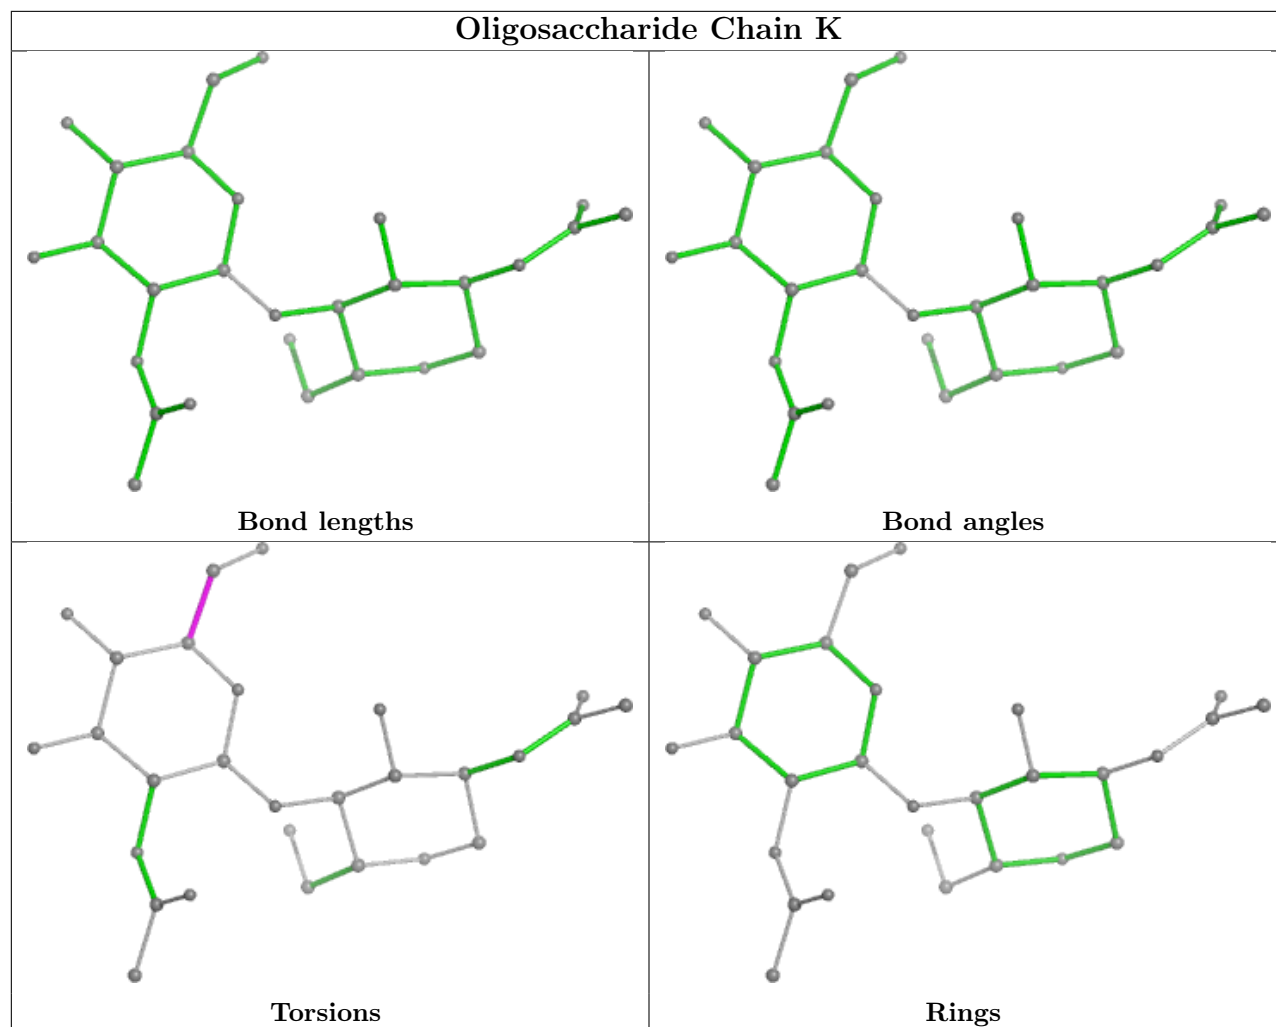 Oligosaccharide Chain K
Bond lengths
Bond angles
Torsions
Rings